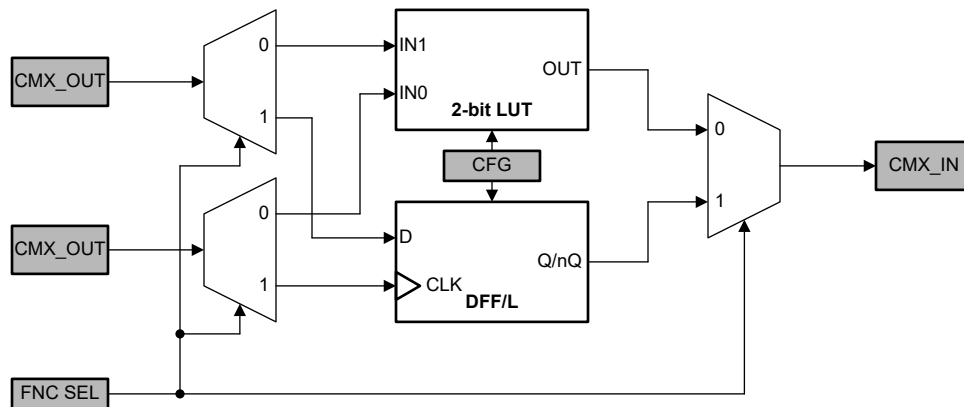 0
IN1
CMX_OUT
OUT
IN0
1
2-bit LUT
0
CFG
CMX_IN
0
1
D
CMX_OUT
Q/nQ
1
CLK
DFF/L
FNC SEL